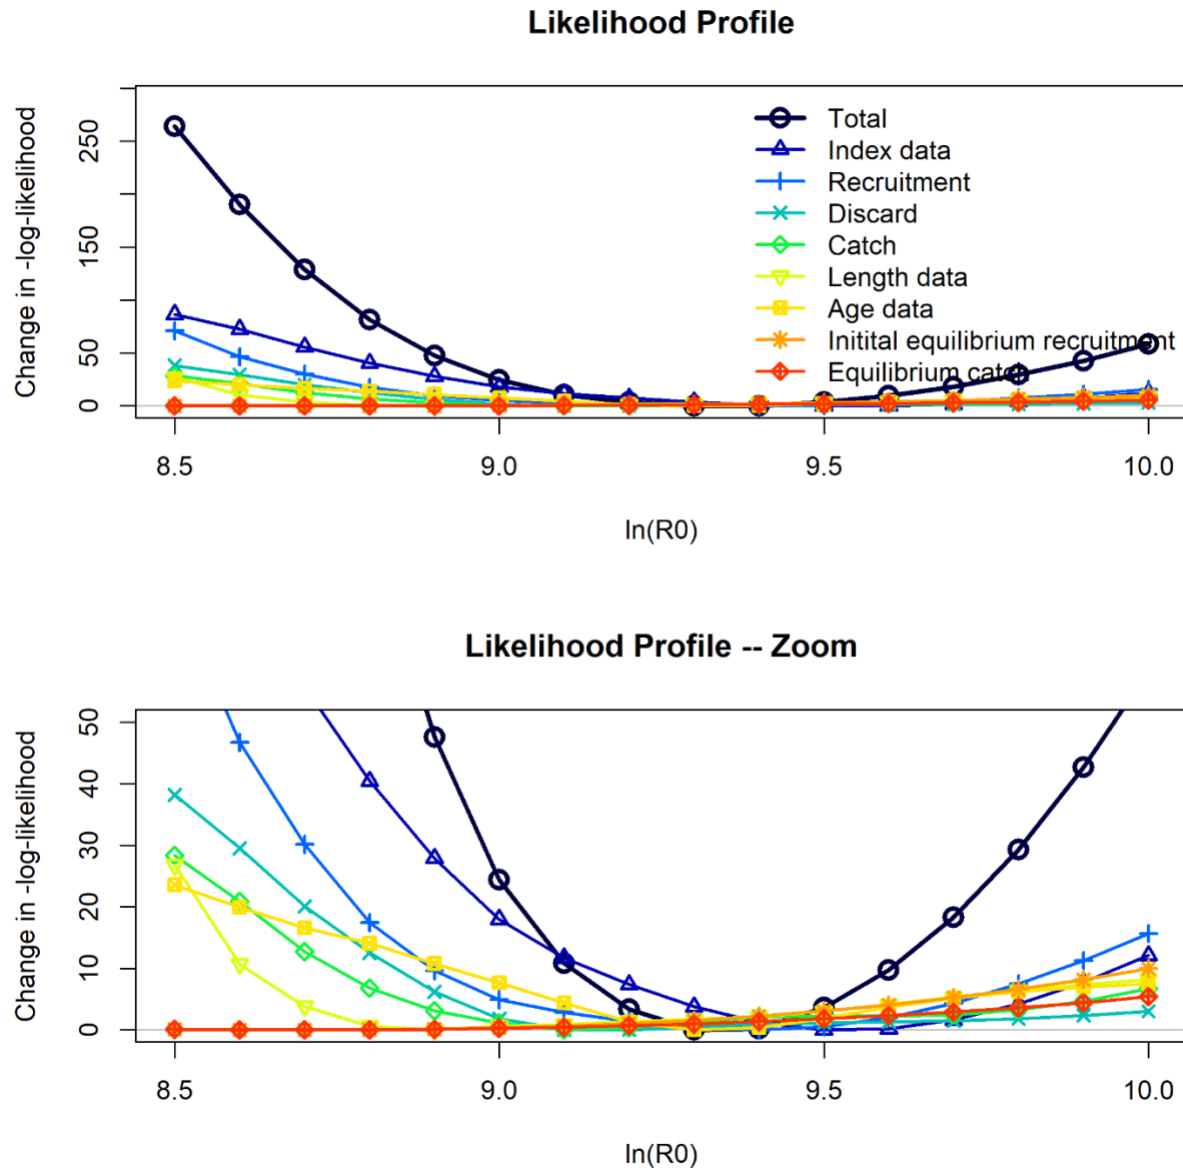 Likelihood Profile
Change in -log-likelihood
0
50
150
250
Total
Index data
Recruitment
Discard
Catch
Length data
Age data
Initital equilibrium recruitment
Equilibrium catch
8.5 9.0 9.5 10.0
ln(R0)
Likelihood Profile -- Zoom
Change in -log-likelihood
0
10
20
30
40
50
8.5 9.0 9.5 10.0
ln(R0)